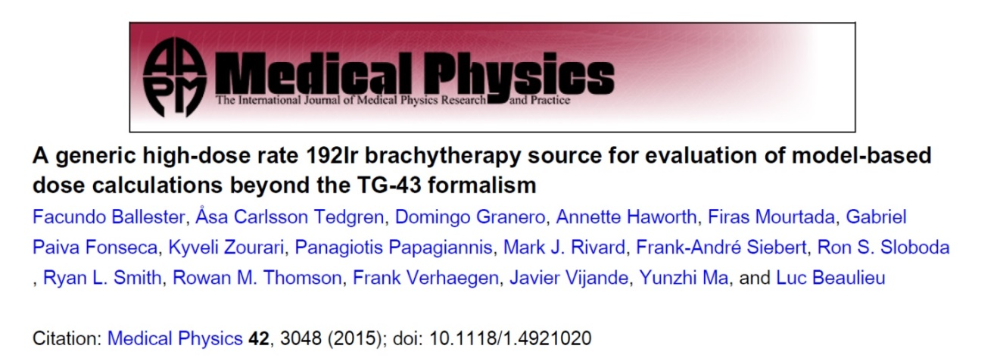 AAPM
Medical Physics
The International Journal of Medical Physics Research and Practice
A generic high-dose rate 192Ir brachytherapy source for evaluation of model-based
dose calculations beyond the TG-43 formalism
Facundo Ballester, Åsa Carlsson Tedgren, Domingo Granero, Annette Haworth, Firas Mourtada, Gabriel
Paiva Fonseca, Kyveli Zourari, Panagiotis Papagiannis, Mark J. Rivard, Frank-André Siebert, Ron S. Sloboda
, Ryan L. Smith, Rowan M. Thomson, Frank Verhaegen, Javier Vijande, Yunzhi Ma, and Luc Beaulieu
Citation: Medical Physics 42, 3048 (2015); doi: 10.1118/1.4921020